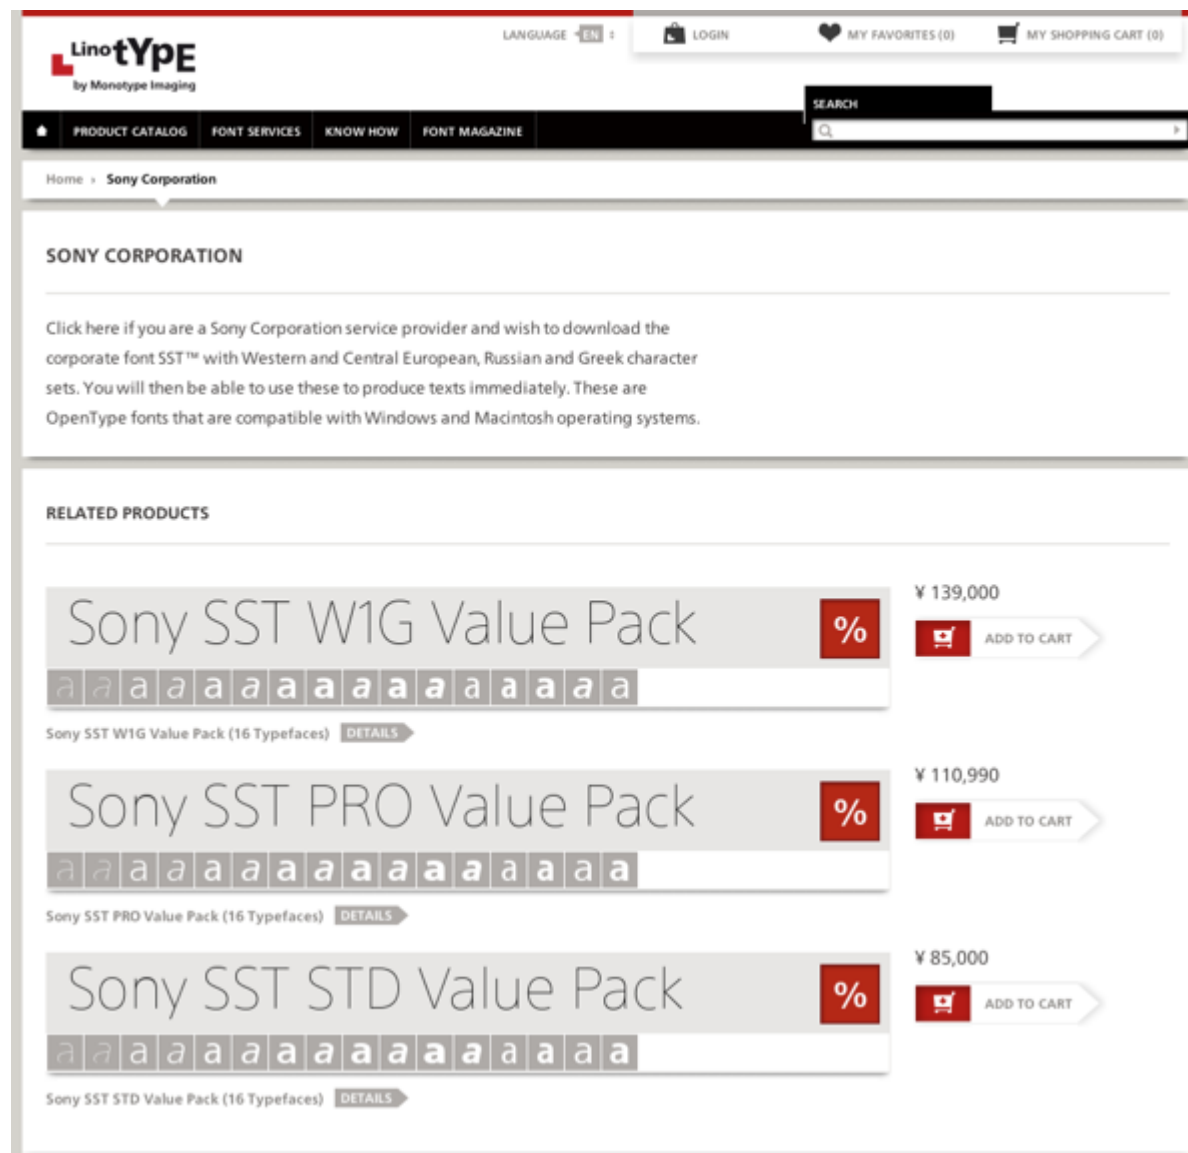 LANGUAGE EN LOGIN MY FAVORITES (0) MY SHOPPING CART (0)
LinotYpE
by Monotype Imaging
SEARCH
PRODUCT CATALOG FONT SERVICES KNOW HOW FONT MAGAZINE
Home › Sony Corporation
SONY CORPORATION
Click here if you are a Sony Corporation service provider and wish to download the
corporate font SST™ with Western and Central European, Russian and Greek character
sets. You will then be able to use these to produce texts immediately. These are
OpenType fonts that are compatible with Windows and Macintosh operating systems.
RELATED PRODUCTS
Sony SST W1G Value Pack % ¥ 139,000
ADD TO CART
a a a a a a a a a a a a a a a a
Sony SST W1G Value Pack (16 Typefaces) DETAILS
Sony SST PRO Value Pack % ¥ 110,990
ADD TO CART
a a a a a a a a a a a a a a a a
Sony SST PRO Value Pack (16 Typefaces) DETAILS
Sony SST STD Value Pack % ¥ 85,000
ADD TO CART
a a a a a a a a a a a a a a a a
Sony SST STD Value Pack (16 Typefaces) DETAILS